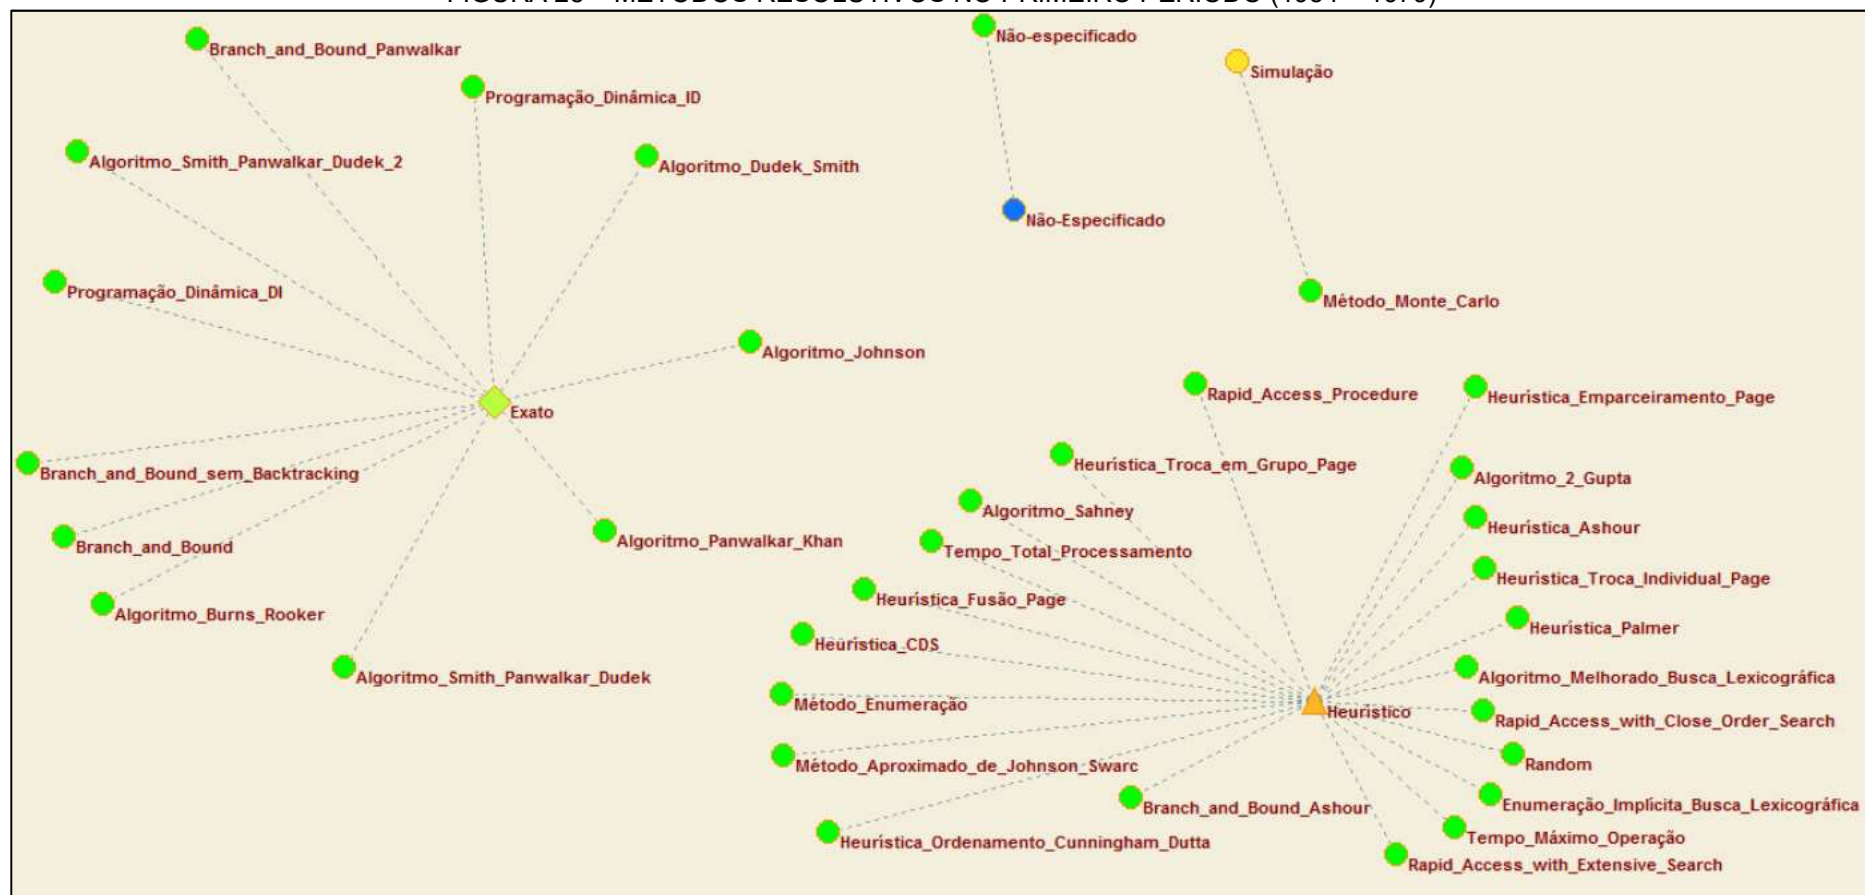 Branch_and_Bound_Panwalkar
Não-especificado
Simulação
Programação_Dinâmica_ID
Algoritmo_Smith_Panwalkar_Dudek_2
Algoritmo_Dudek_Smith
Não-Especificado
Programação_Dinâmica_DI
Método_Monte_Carlo
Algoritmo_Johnson
Rapid_Access_Procedure
Heurística_Emparceiramento_Page
Exato
Heurística_Troca_em_Grupo_Page
Branch_and_Bound_sem_Backtracking
Algoritmo_2_Gupta
Algoritmo_Sahney
Heurística_Ashour
Branch_and_Bound
Algoritmo_Panwalkar_Khan
Tempo_Total_Processamento
Heurística_Troca_Individual_Page
Heurística_Fusão_Page
Algoritmo_Burns_Rooker
Heurística_Palmer
Heurística_CDS
Algoritmo_Smith_Panwalkar_Dudek
Algoritmo_Melhorado_Busca_Lexicográfica
Método_Enumeração
Heurístico
Rapid_Access_with_Close_Order_Search
Método_Aproximado_de_Johnson_Swarc
Random
Branch_and_Bound_Ashour
Enumeração_Implícita_Busca_Lexicográfica
Heurística_Ordenamento_Cunningham_Dutta
Tempo_Máximo_Operação
Rapid_Access_with_Extensive_Search